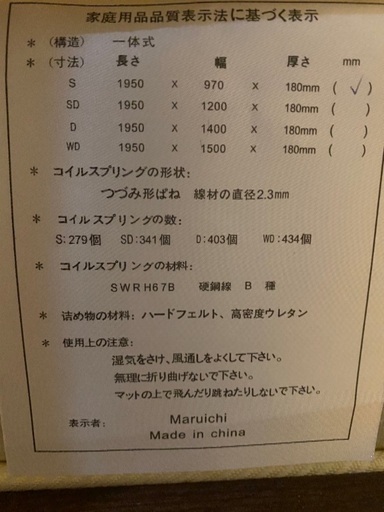 家庭用品品質表示法に基づく表示
* (構造) 一体式
* (寸法) 長さ 幅 厚さ mm
S 1950 x 970 x 180mm ( ✓ )
SD 1950 x 1200 x 180mm ( )
D 1950 x 1400 x 180mm ( )
WD 1950 x 1500 x 180mm ( )
* コイルスプリングの形状:
つづみ形ばね 線材の直径2.3mm
* コイルスプリングの数:
S:279個 SD:341個 D:403個 WD:434個
* コイルスプリングの材料:
SWRH67B 硬鋼線 B 種
* 詰め物の材料: ハードフェルト、高密度ウレタン
* 使用上の注意:
湿気をさけ、風通しをよくして下さい。
無理に折り曲げないで下さい。
マットの上で飛んだり跳ねたりしないで下さい。
表示者: Maruichi
Made in china